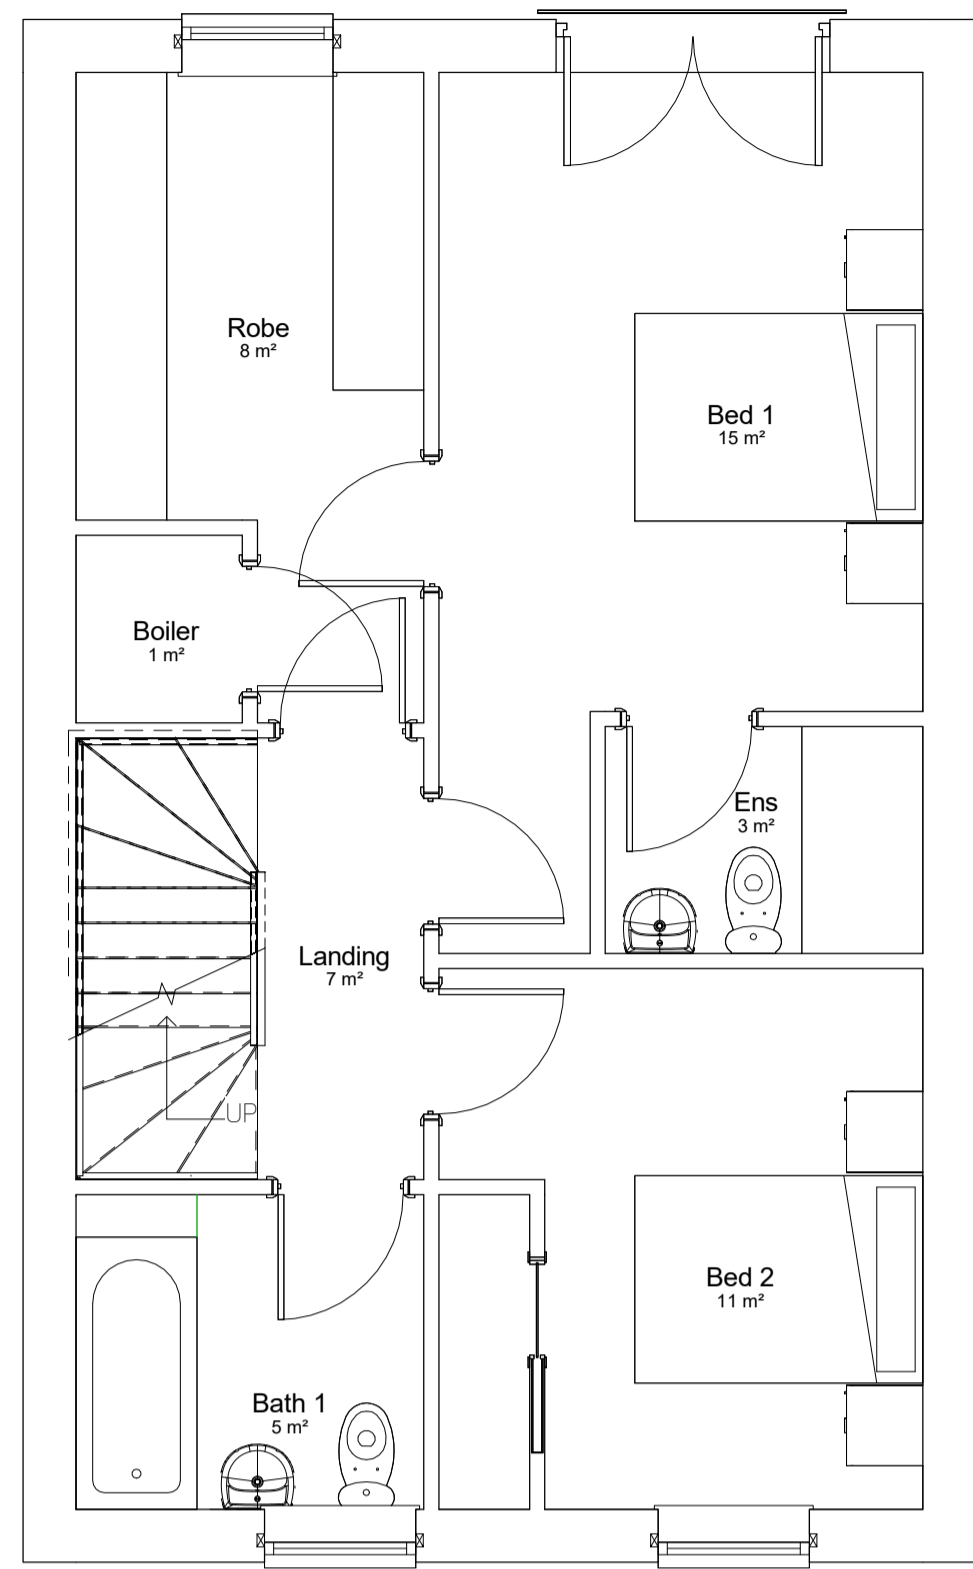 Robe
8 m²
Bed 1
15 m²
Boiler
1 m²
Ens
3 m²
Landing
7 m²
UP
Bed 2
11 m²
Bath 1
5 m²